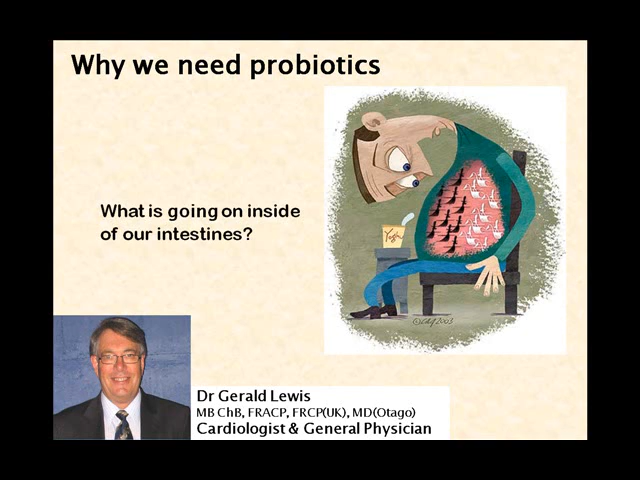 Why we need probiotics
What is going on inside
of our intestines?
Dr Gerald Lewis
MB ChB, FRACP, FRCP(UK), MD(Otago)
Cardiologist & General Physician